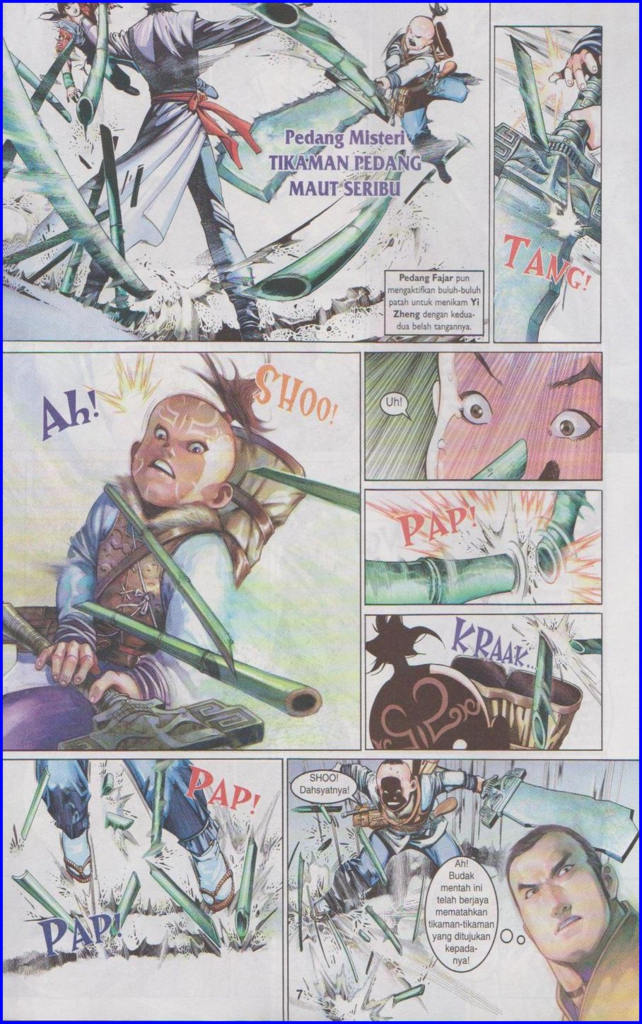 Pedang Misteri
TIKAMAN PEDANG
MAUT SERIBU
Pedang Fajar pun
mengaktifkan buluh-buluh
patah untuk menikam Yi
Zheng dengan kedua-
dua belah tangannya.
TANG!
Ah!
SHOO!
Uh!
PAP!
KRAAK..
PAP!
PAP!
SHOO!
Dahsyatnya!
Ah!
Budak
mentah ini
telah berjaya
mematahkan
tikaman-tikaman
yang ditujukan
kepada-
nya!
7